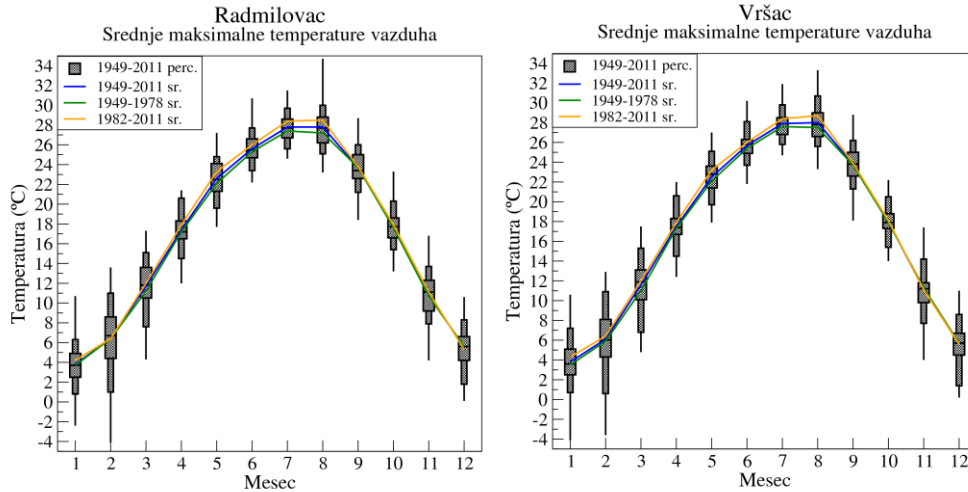 Radmilovac
Srednje maksimalne temperature vazduha
1949-2011 perc.
1949-2011 sr.
1949-1978 sr.
1982-2011 sr.
Temperatura (ºC)
34
32
30
28
26
24
22
20
18
16
14
12
10
8
6
4
2
0
-2
-4
1 2 3 4 5 6 7 8 9 10 11 12
Mesec
Vršac
Srednje maksimalne temperature vazduha
1949-2011 perc.
1949-2011 sr.
1949-1978 sr.
1982-2011 sr.
Temperatura (ºC)
34
32
30
28
26
24
22
20
18
16
14
12
10
8
6
4
2
0
-2
-4
1 2 3 4 5 6 7 8 9 10 11 12
Mesec